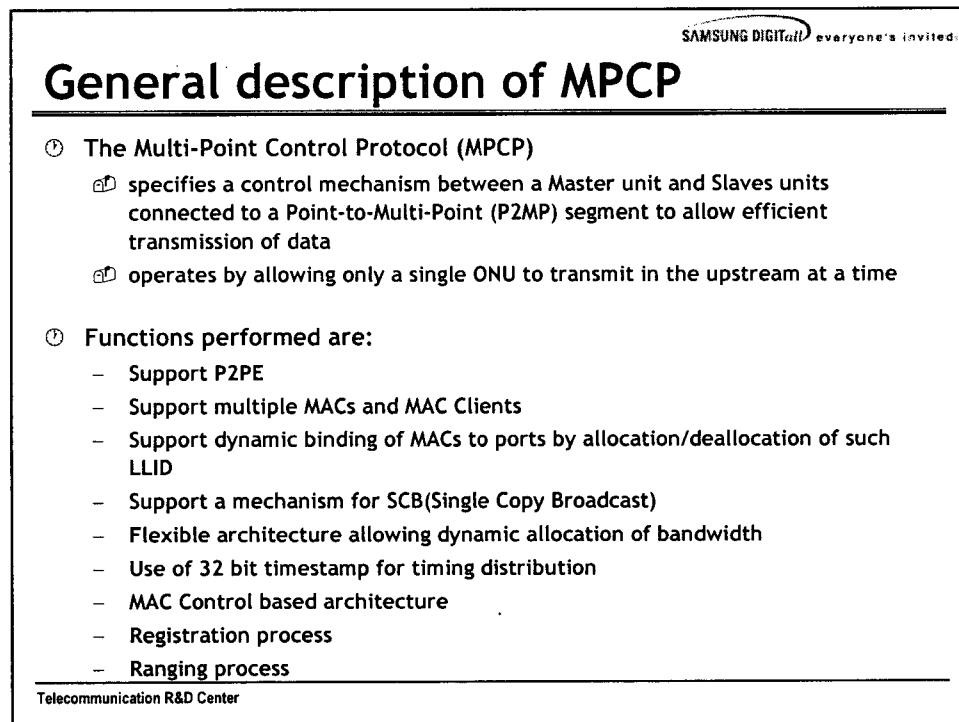 SAMSUNG DIGITall everyone's invited
General description of MPCP
The Multi-Point Control Protocol (MPCP)
specifies a control mechanism between a Master unit and Slaves units
connected to a Point-to-Multi-Point (P2MP) segment to allow efficient
transmission of data
operates by allowing only a single ONU to transmit in the upstream at a time
Functions performed are:
– Support P2PE
– Support multiple MACs and MAC Clients
– Support dynamic binding of MACs to ports by allocation/deallocation of such
LLID
– Support a mechanism for SCB(Single Copy Broadcast)
– Flexible architecture allowing dynamic allocation of bandwidth
– Use of 32 bit timestamp for timing distribution
– MAC Control based architecture
– Registration process
– Ranging process
Telecommunication R&D Center